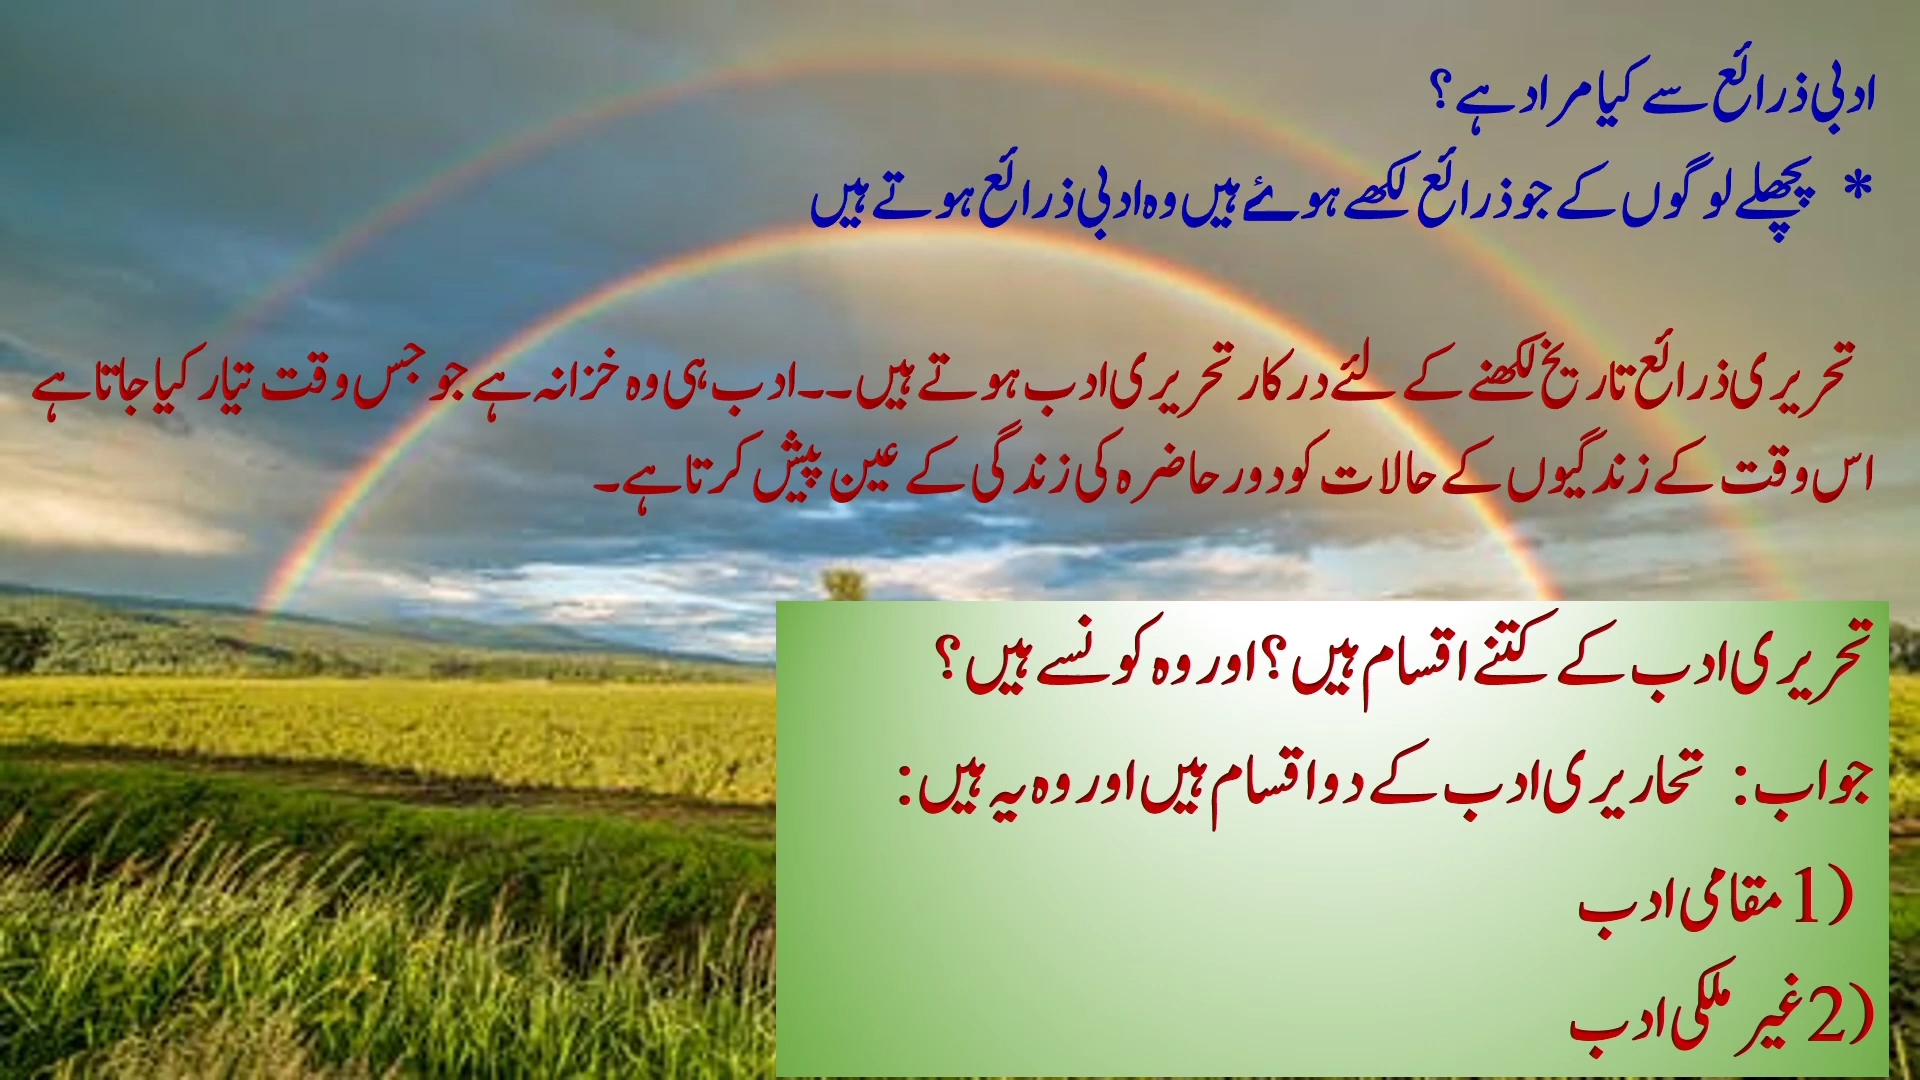 ادبی ذرائع سے کیا مراد ہے؟
* پچھلے لوگوں کے جو ذرائع لکھے ہوئے ہیں وہ ادبی ذرائع ہوتے ہیں
تحریری ذرائع تاریخ لکھنے کے لئے درکار تحریری ادب ہوتے ہیں۔۔ادب ہی وہ خزانہ ہے جو جس وقت تیار کیا جاتا ہے
اس وقت کے زندگیوں کے حالات کو دور حاضرہ کی زندگی کے عین پیش کرتا ہے۔
تحریری ادب کے کتنے اقسام ہیں؟ اور وہ کونسے ہیں؟
جواب: تحاریری ادب کے دو اقسام ہیں اور وہ یہ ہیں:
1) مقامی ادب
2) غیر ملکی ادب